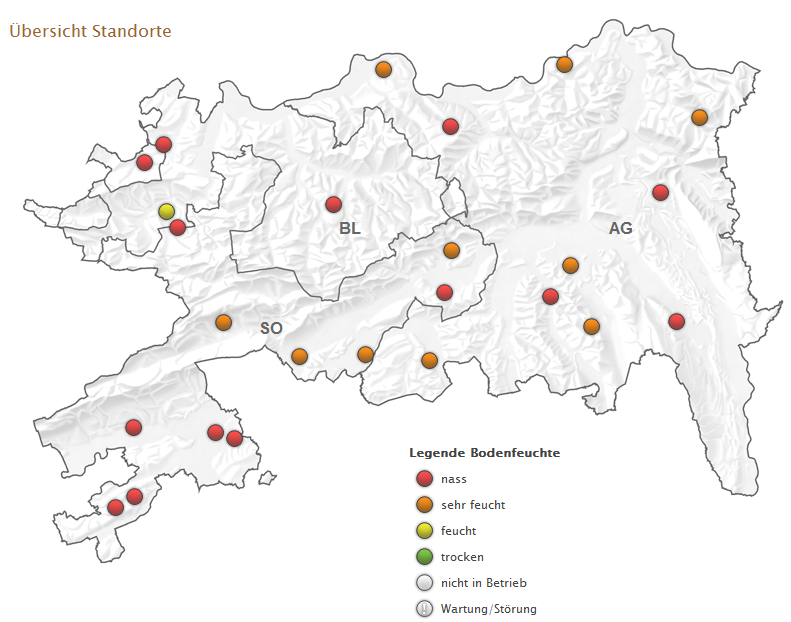 Übersicht Standorte
BL
AG
SO
Legende Bodenfeuchte
nass
sehr feucht
feucht
trocken
nicht in Betrieb
Wartung/Störung